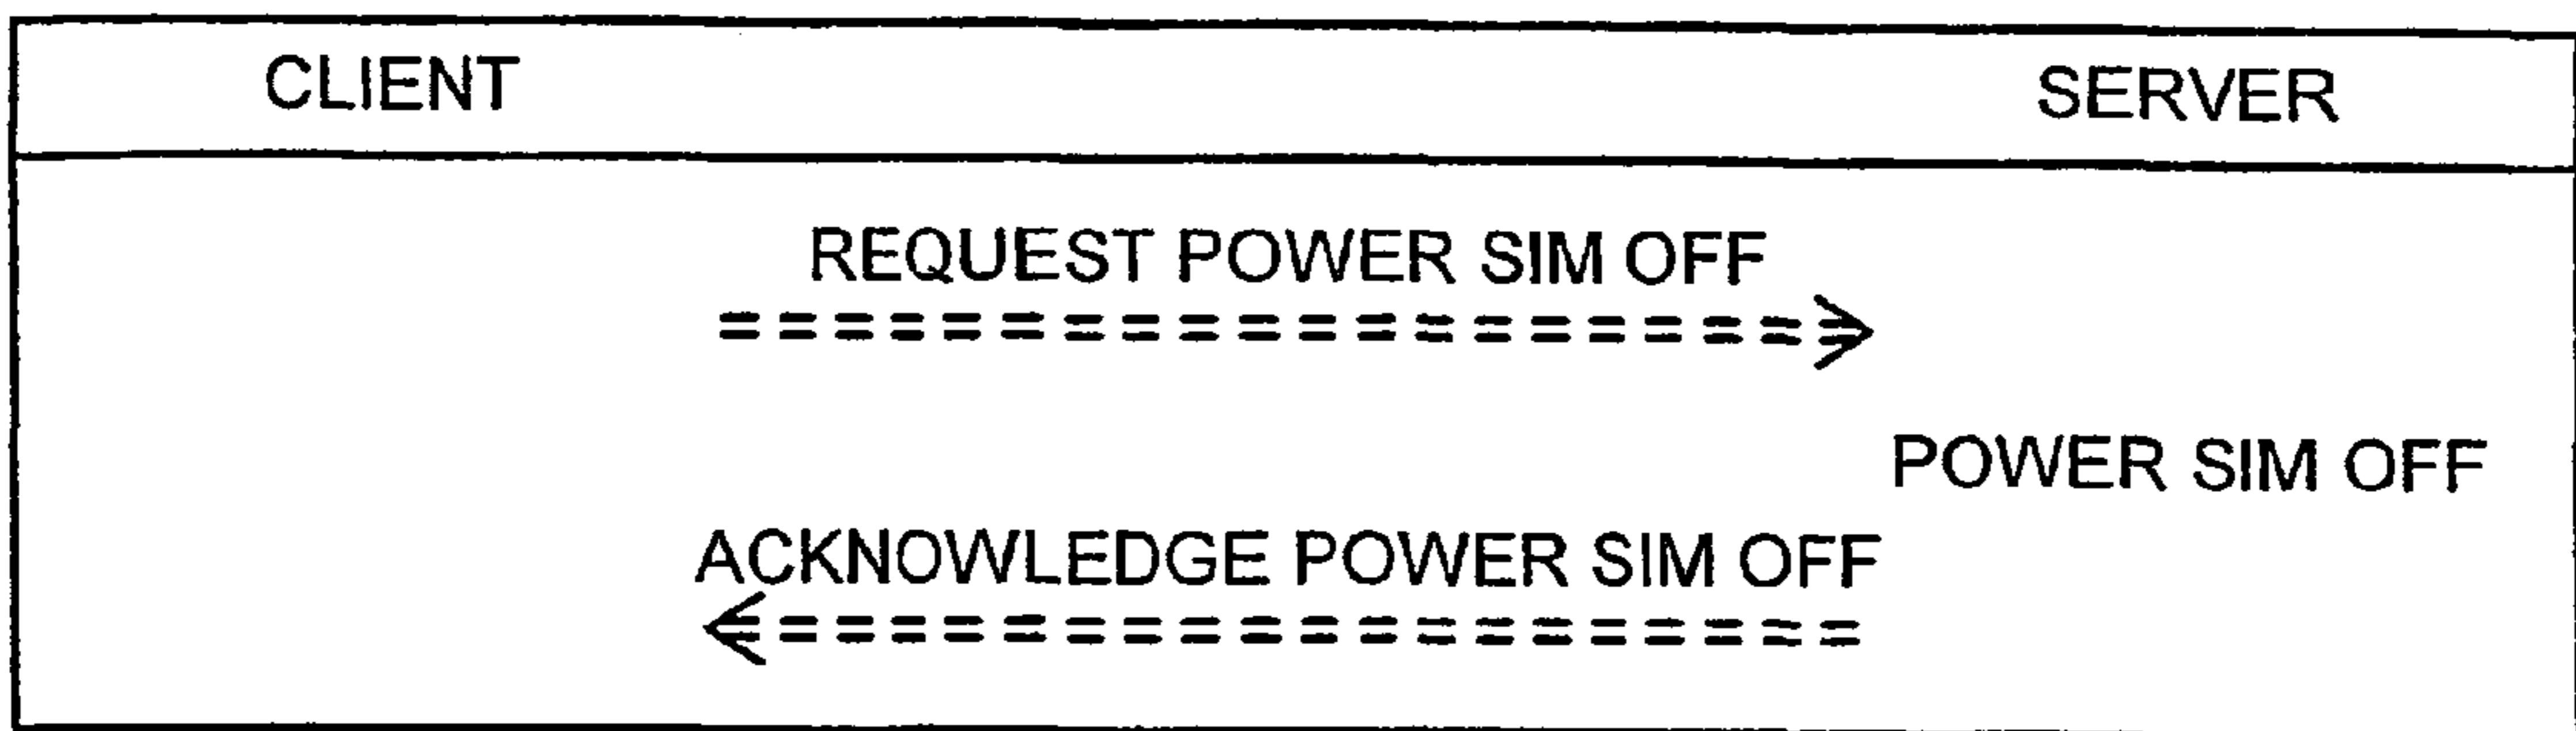 CLIENT SERVER
REQUEST POWER SIM OFF
POWER SIM OFF
ACKNOWLEDGE POWER SIM OFF